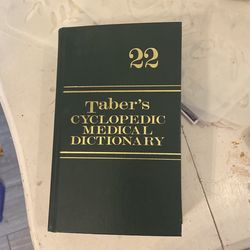 22
Taber's
CYCLOPEDIC
MEDICAL
DICTIONARY